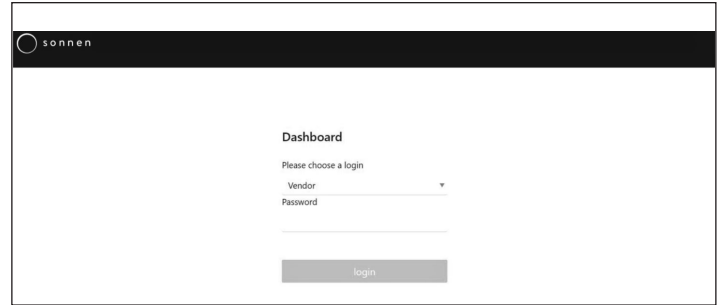 sonnen
Dashboard
Please choose a login
Vendor
Password
login